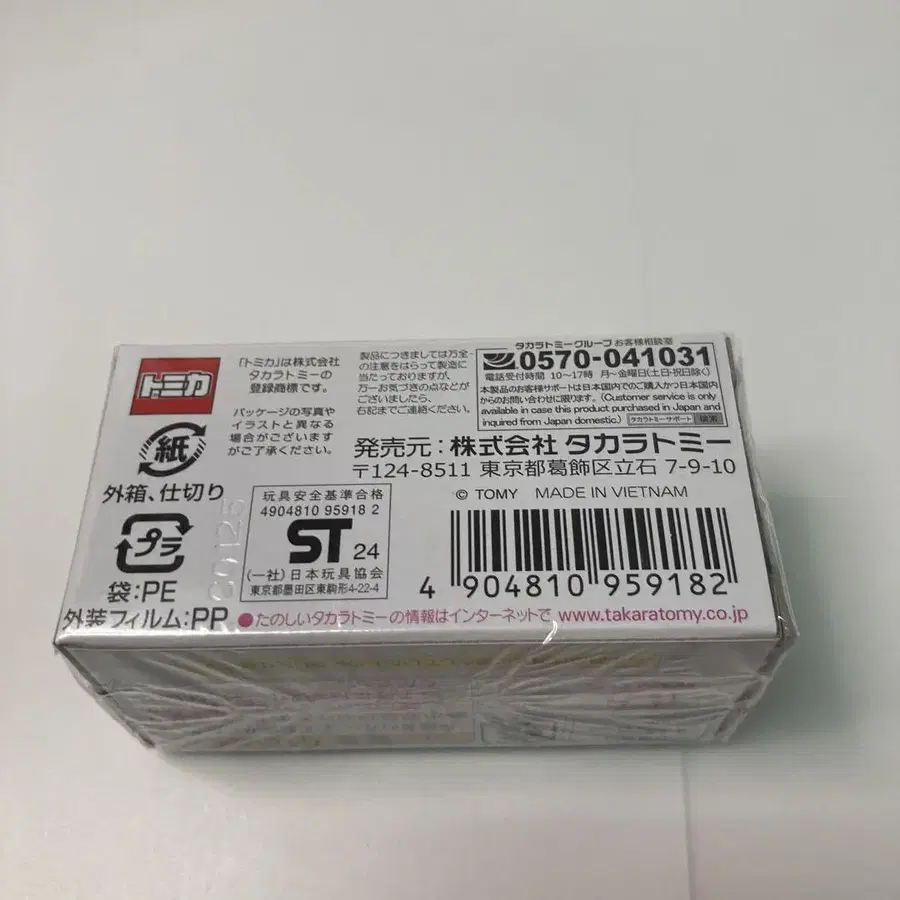 トミカ
「トミカ」は株式会社
タカラトミーの
登録商標です。
パッケージの写真や
イラストと異なる
場合がございます
がご了承ください。
製品につきましては万全
の注意をはらって製造に
当たっておりますが、
万一お気づきの点などが
ございましたら、
右記までご連絡ください。
タカラトミーグループ お客様相談室
0570-041031
電話受付時間 10〜17時 月〜金曜日(土・日・祝日除く)
本製品のお客様サポートは日本国内でのご購入かつ日本国内
からのお問い合わせに限ります。(Customer service is only
available in case this product purchased in Japan and
inquired from Japan domestic.) タカラトミーサポート 検索
発売元：株式会社 タカラトミー
〒124-8511 東京都葛飾区立石 7-9-10
© TOMY MADE IN VIETNAM
紙
外箱、仕切り
プラ
袋:PE
外装フィルム:PP
玩具安全基準合格
4904810 95918 2
ST 24
(一社)日本玩具協会
東京都墨田区東駒形4-22-4
4 904810 959182
●たのしいタカラトミーの情報はインターネットで www.takaratomy.co.jp